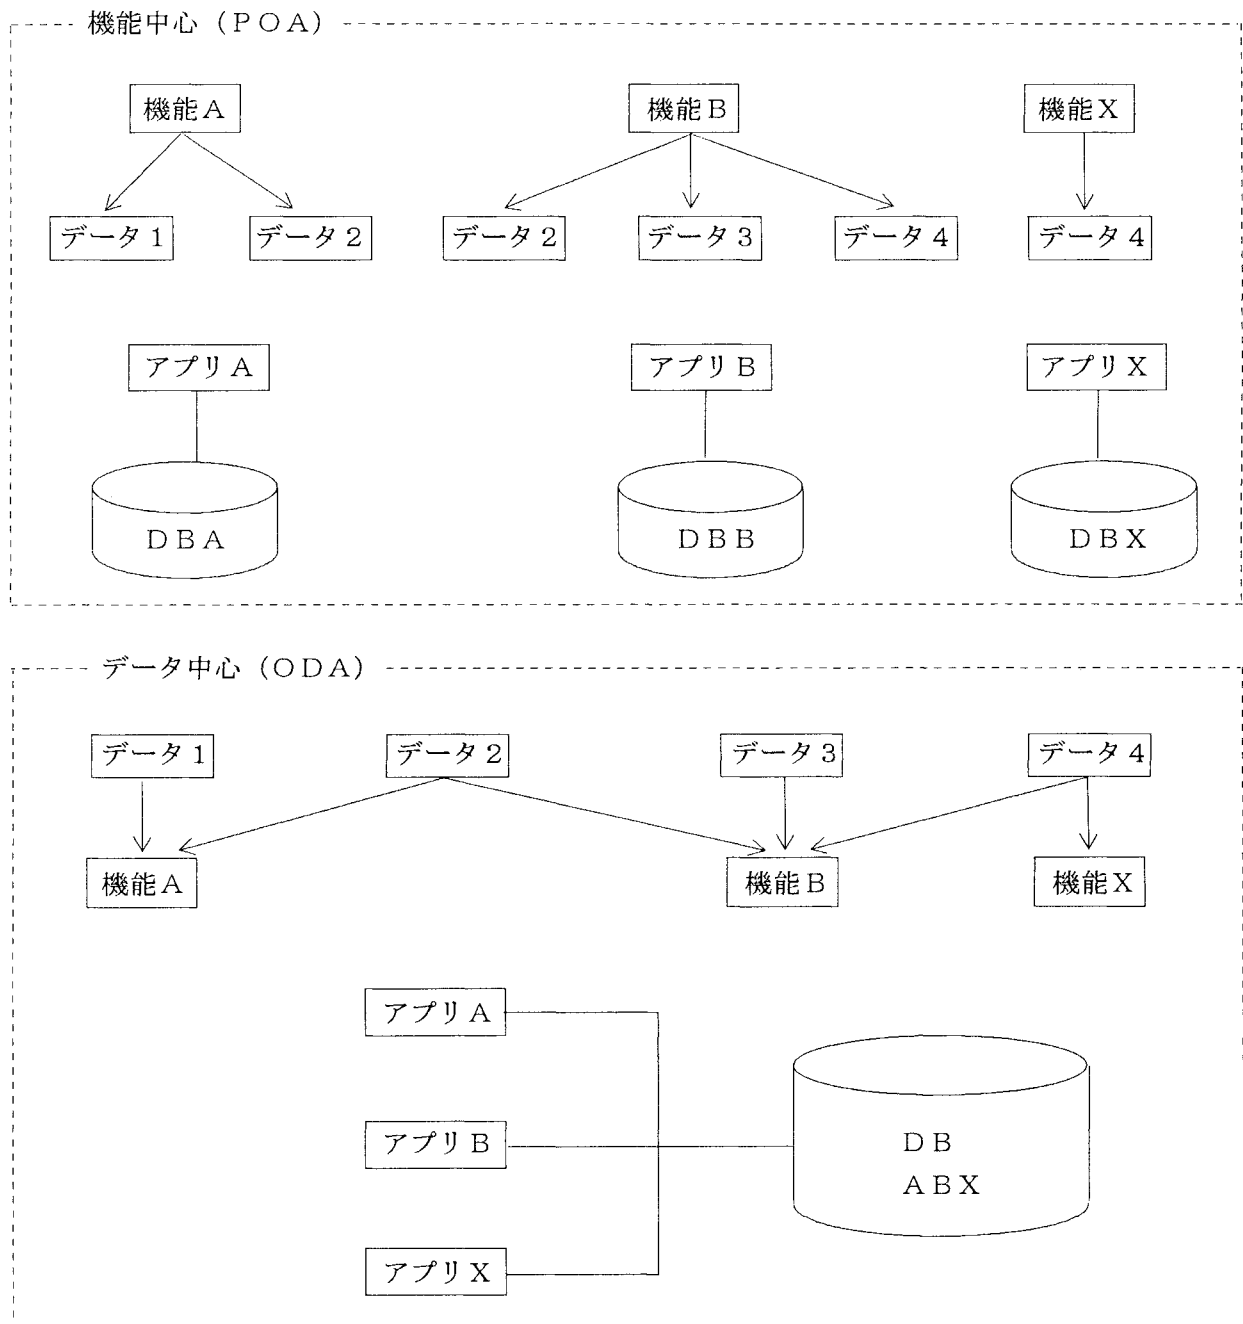 機能中心（POA）
機能A 機能B 機能X
データ1 データ2 データ2 データ3 データ4 データ4
アプリA アプリB アプリX
DBA DBB DBX
データ中心（ODA）
データ1 データ2 データ3 データ4
機能A 機能B 機能X
アプリA
アプリB
アプリX
DB
ABX